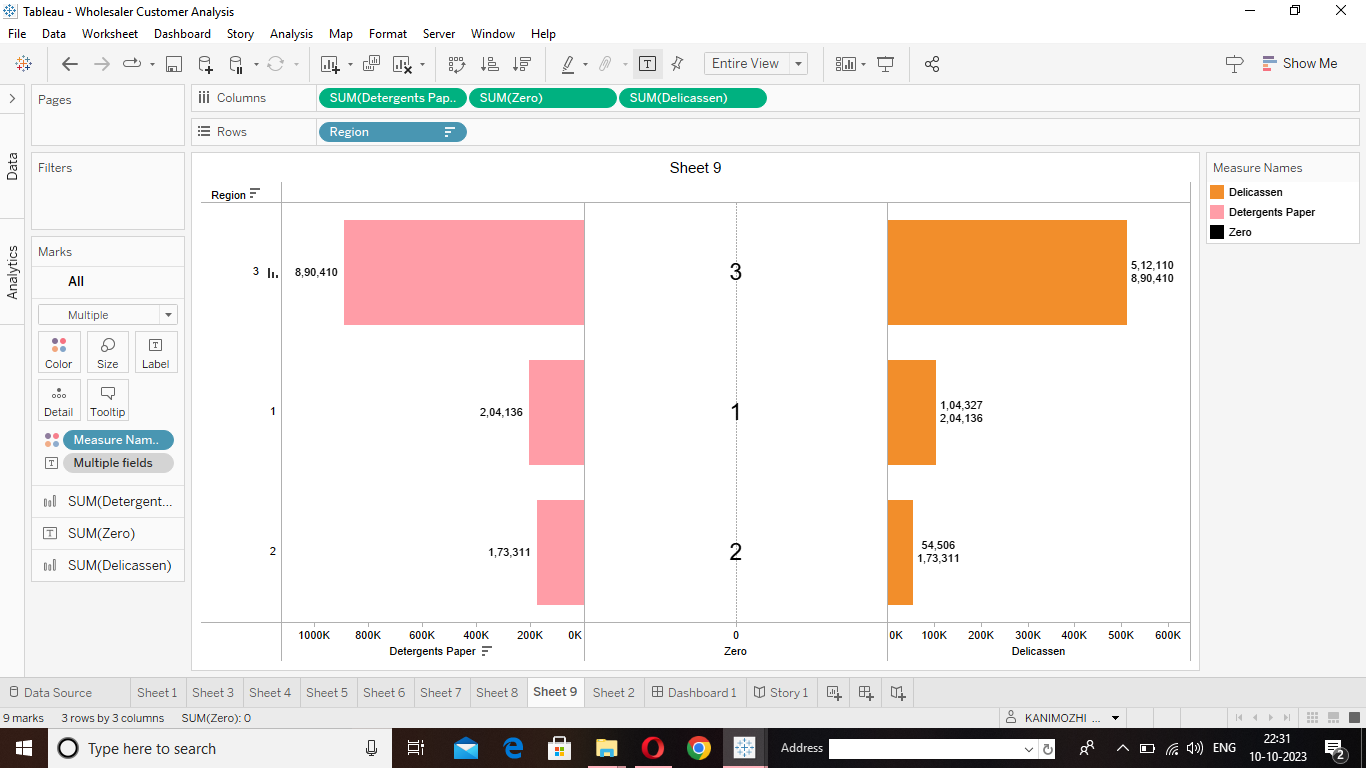 Tableau - Wholesaler Customer Analysis
File Data Worksheet Dashboard Story Analysis Map Format Server Window Help
Entire View
Show Me
Pages
Columns
SUM(Detergents Pap..
SUM(Zero)
SUM(Delicassen)
Rows
Region
Data
Analytics
Filters
Marks
All
Multiple
Color Size Label
Detail Tooltip
Measure Nam..
Multiple fields
SUM(Detergent...
SUM(Zero)
SUM(Delicassen)
Sheet 9
Region
3 8,90,410 3 5,12,110
8,90,410
1 2,04,136 1 1,04,327
2,04,136
2 1,73,311 2 54,506
1,73,311
1000K 800K 600K 400K 200K 0K 0 0K 100K 200K 300K 400K 500K 600K
Detergents Paper Zero Delicassen
Measure Names
Delicassen
Detergents Paper
Zero
Data Source Sheet 1 Sheet 3 Sheet 4 Sheet 5 Sheet 6 Sheet 7 Sheet 8 Sheet 9 Sheet 2 Dashboard 1 Story 1
9 marks 3 rows by 3 columns SUM(Zero): 0 KANIMOZHI ...
Type here to search
Address
ENG
22:31
10-10-2023
2